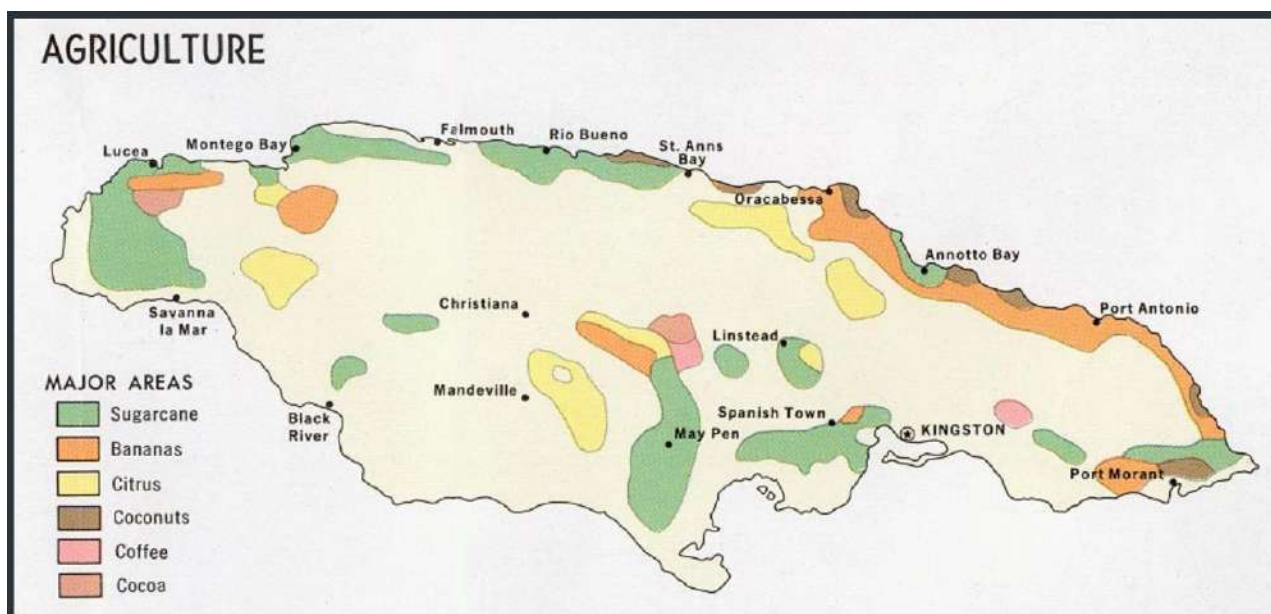 AGRICULTURE
Falmouth
Rio Bueno
Montego Bay
St. Anns
Bay
Lucea
Oracabessa
Annotto Bay
Savanna
la Mar
Christiana
Port Antonio
Linstead
MAJOR AREAS
Sugarcane
Bananas
Citrus
Coconuts
Coffee
Cocoa
Mandeville
Black
River
Spanish Town
KINGSTON
May Pen
Port Morant